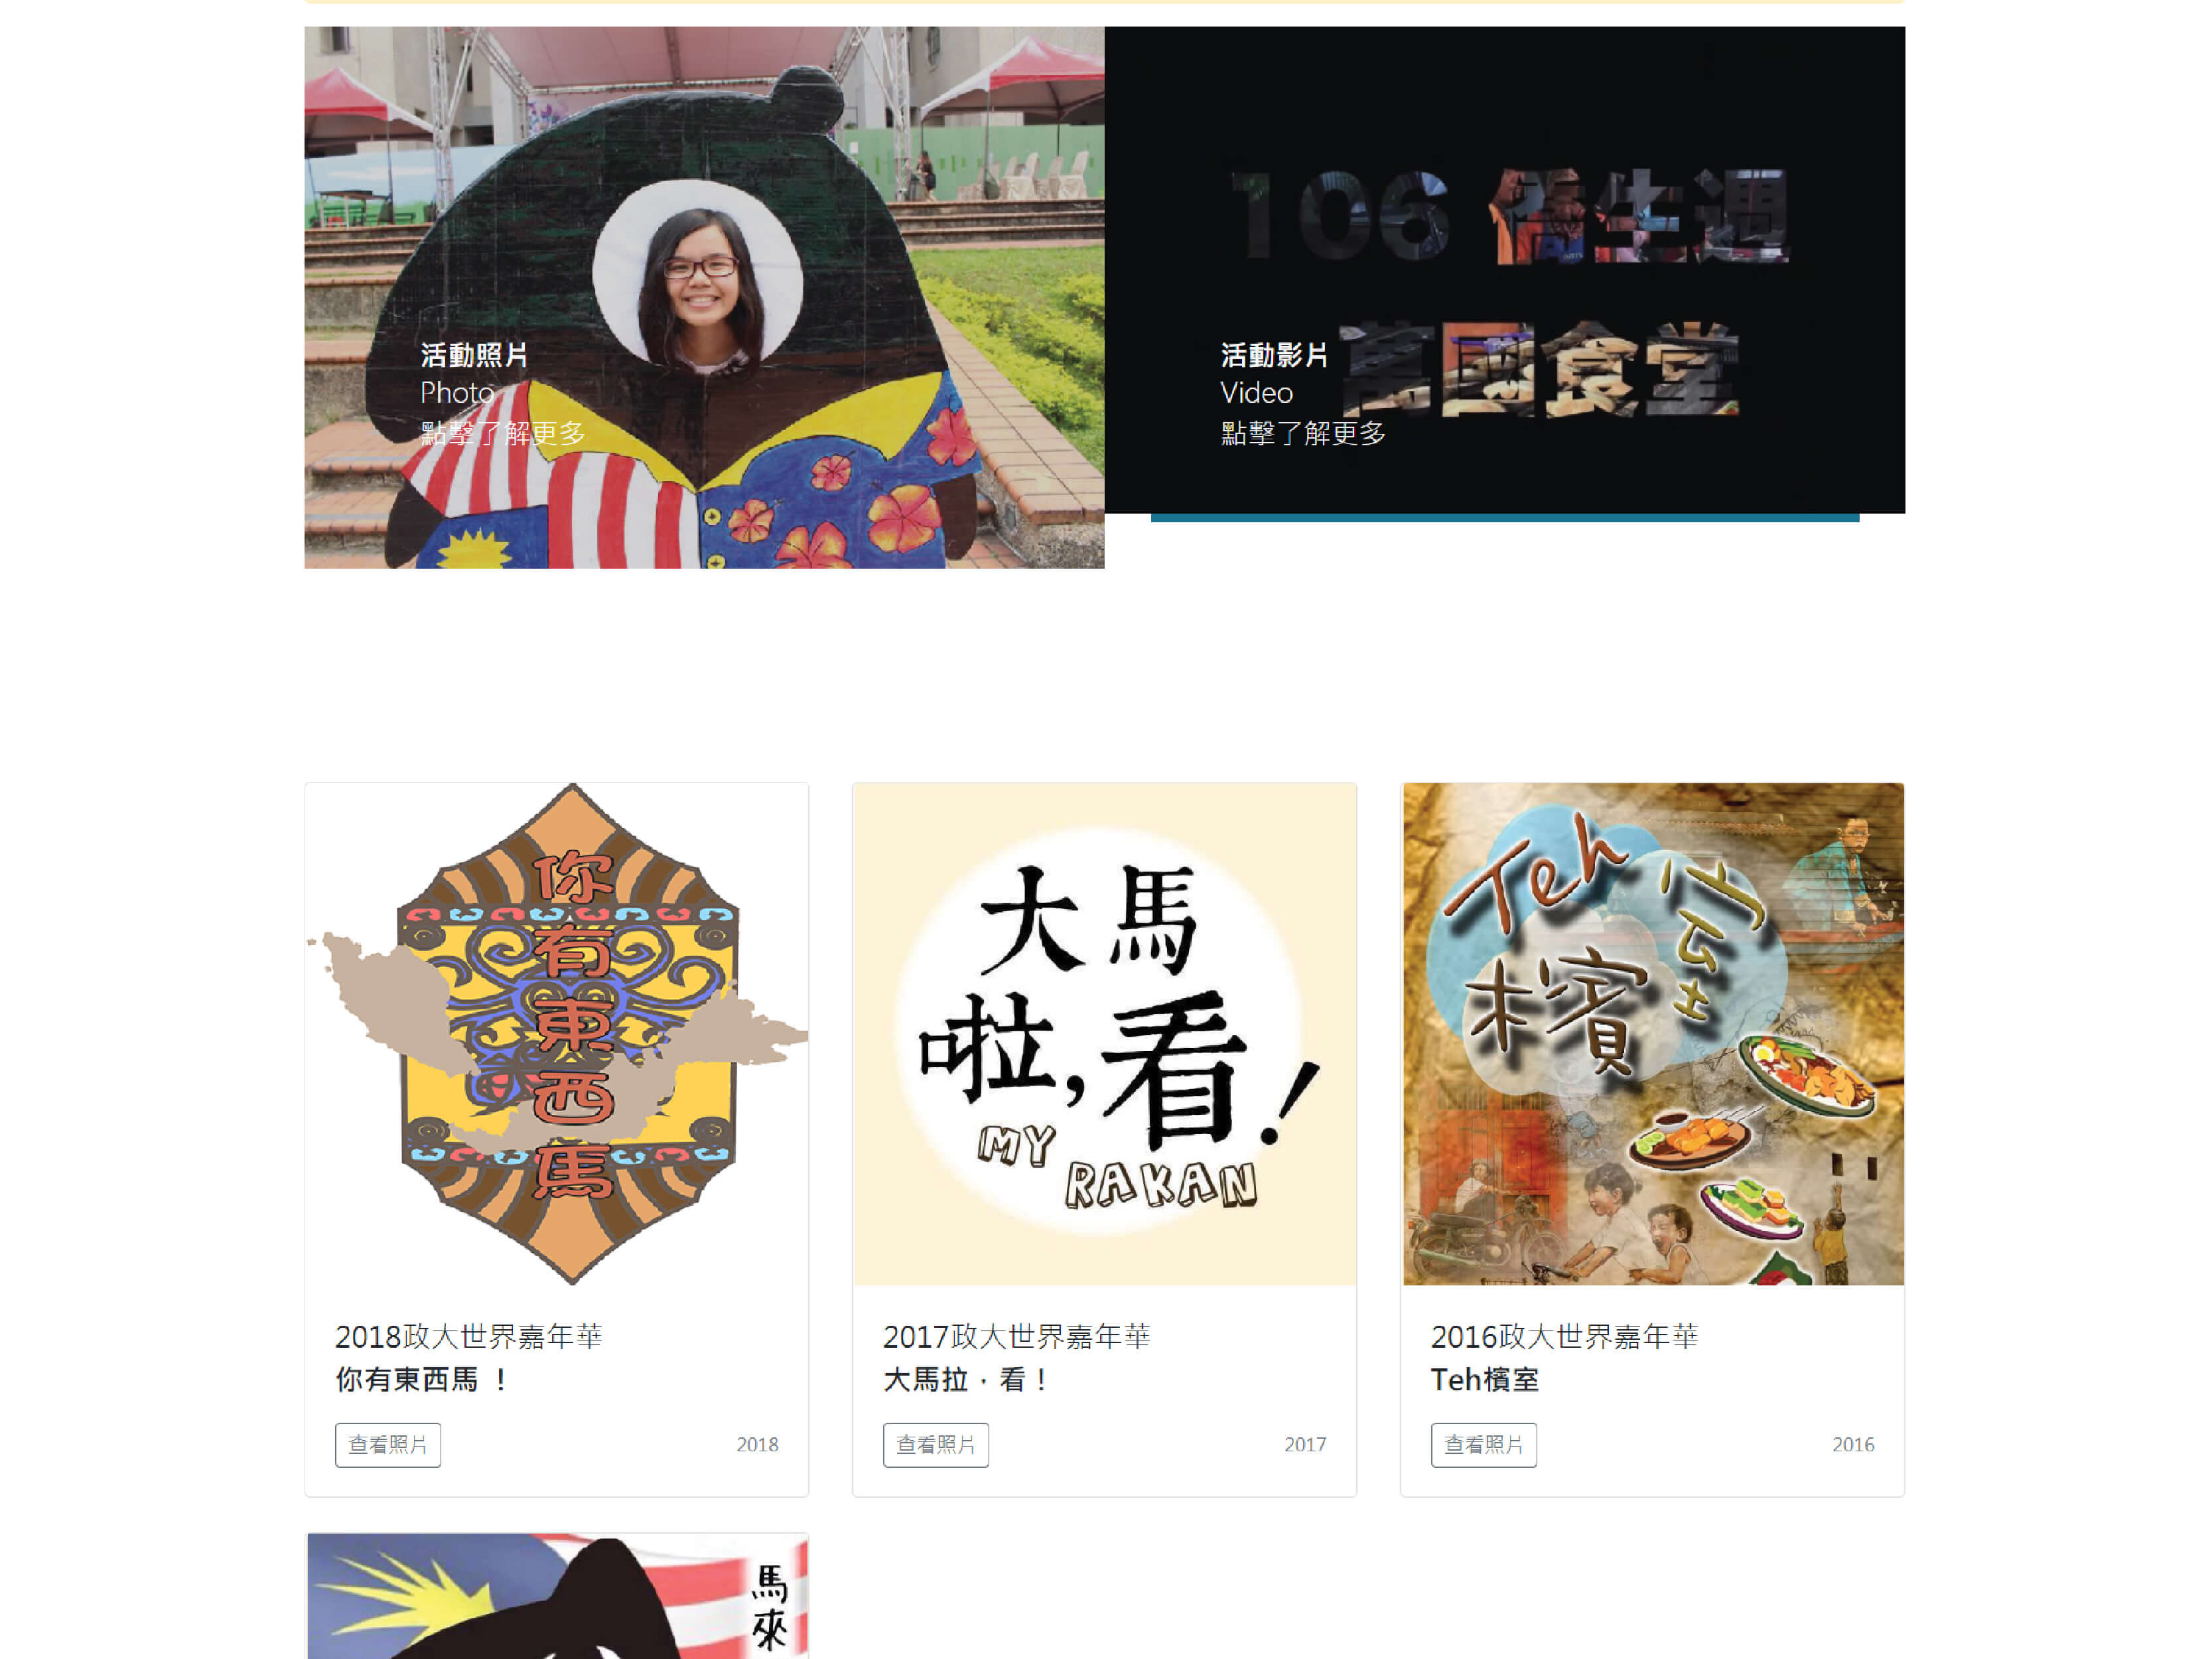 106 僑生週
萬國食堂
活動照片
Photo
點擊了解更多
活動影片
Video
點擊了解更多
你有東西馬
大馬
啦,看!
MY RAKAN
Teh
檳
室
2018政大世界嘉年華
你有東西馬 !
查看照片
2018
2017政大世界嘉年華
大馬拉，看！
查看照片
2017
2016政大世界嘉年華
Teh檳室
查看照片
2016
馬來